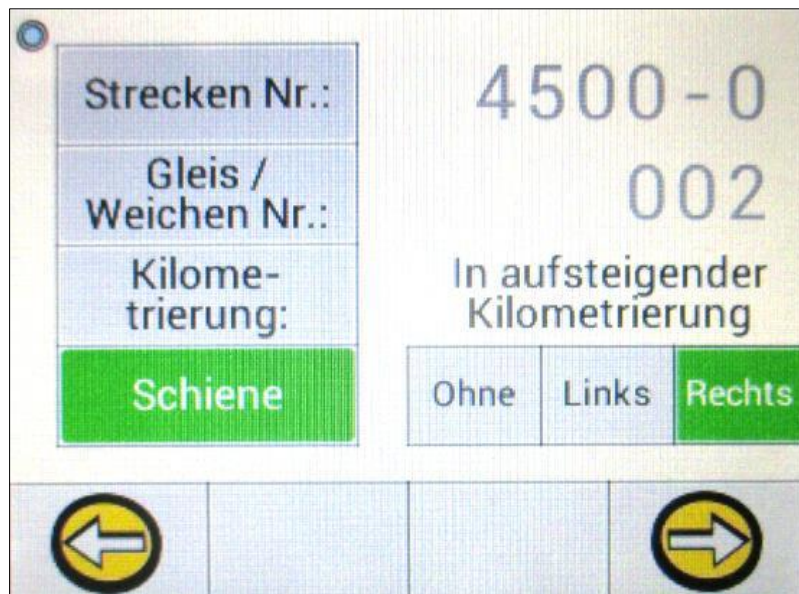 Strecken Nr.: 4500-0
Gleis /
Weichen Nr.: 002
Kilome-
trierung:
In aufsteigender
Kilometrierung
Schiene
Ohne Links Rechts